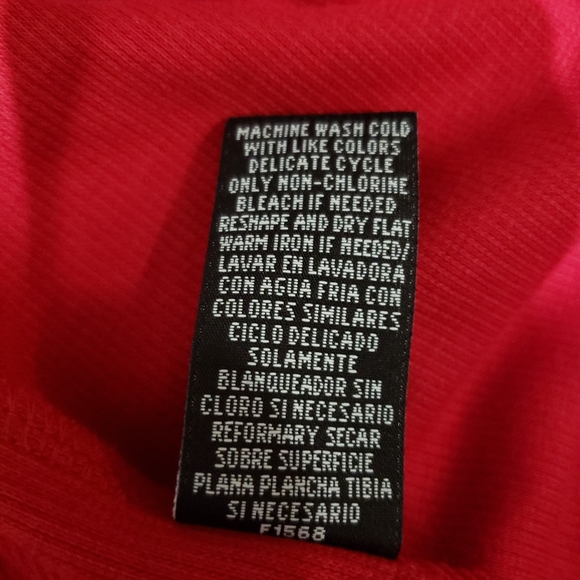 MACHINE WASH COLD
WITH LIKE COLORS
DELICATE CYCLE
ONLY NON-CHLORINE
BLEACH IF NEEDED
RESHAPE AND DRY FLAT
WARM IRON IF NEEDED/
LAVAR EN LAVADORA
CON AGUA FRIA CON
COLORES SIMILARES
CICLO DELICADO
SOLAMENTE
BLANQUEADOR SIN
CLORO SI NECESARIO
REFORMARY SECAR
SOBRE SUPERFICIE
PLANA PLANCHA TIBIA
SI NECESARIO
F1568